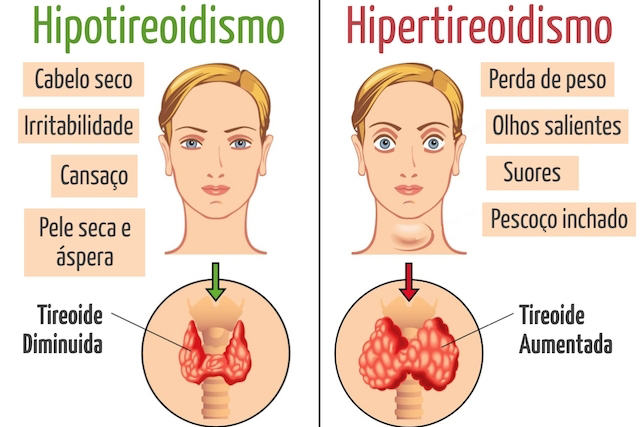 Hipotireoidismo
Cabelo seco
Irritabilidade
Cansaço
Pele seca e
áspera
Tireoide
Diminuida
Hipertireoidismo
Perda de peso
Olhos salientes
Suores
Pescoço inchado
Tireoide
Aumentada